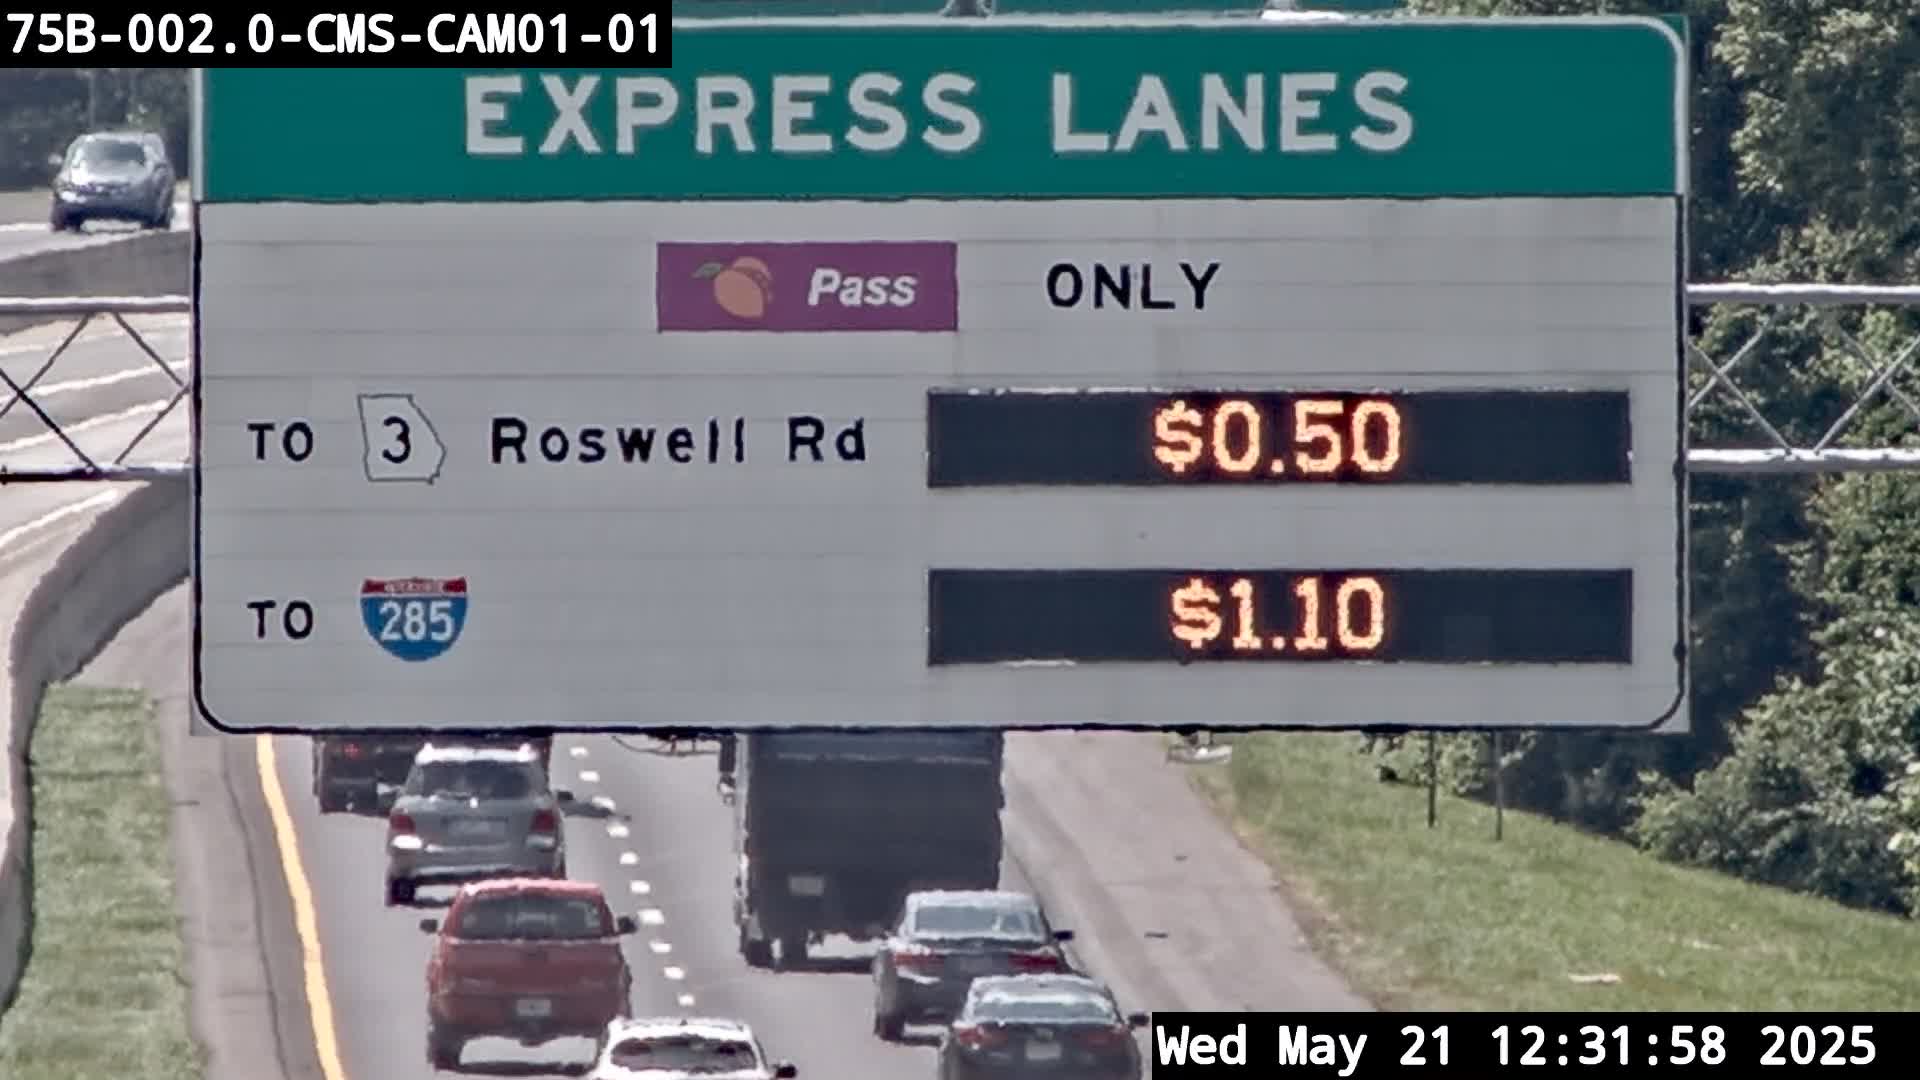 75B-002.0-CMS-CAM01-01
EXPRESS LANES
Pass ONLY
TO 3 Roswell Rd $0.50
TO 285 $1.10
Wed May 21 12:31:58 2025